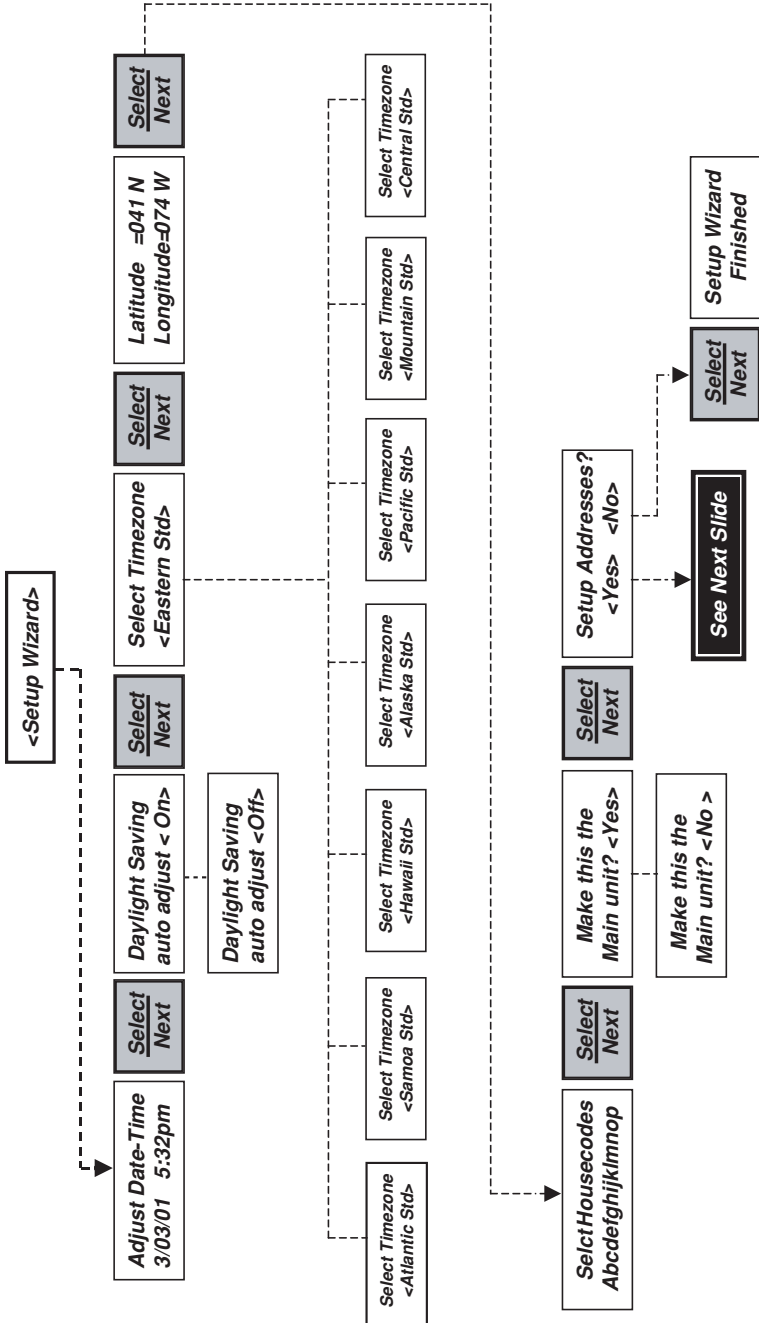 <Setup Wizard>
Adjust Date-Time
3/03/01 5:32pm
Select
Next
Daylight Saving
auto adjust < On>
Daylight Saving
auto adjust <Off>
Select
Next
Select Timezone
<Eastern Std>
Select
Next
Latitude =041 N
Longitude=074 W
Select
Next
Select Timezone
<Atlantic Std>
Select Timezone
<Samoa Std>
Select Timezone
<Hawaii Std>
Select Timezone
<Alaska Std>
Select Timezone
<Pacific Std>
Select Timezone
<Mountain Std>
Select Timezone
<Central Std>
Selct Housecodes
Abcdefghijklmnop
Select
Next
Make this the
Main unit? <Yes>
Make this the
Main unit? <No >
Select
Next
Setup Addresses?
<Yes> <No>
See Next Slide
Select
Next
Setup Wizard
Finished